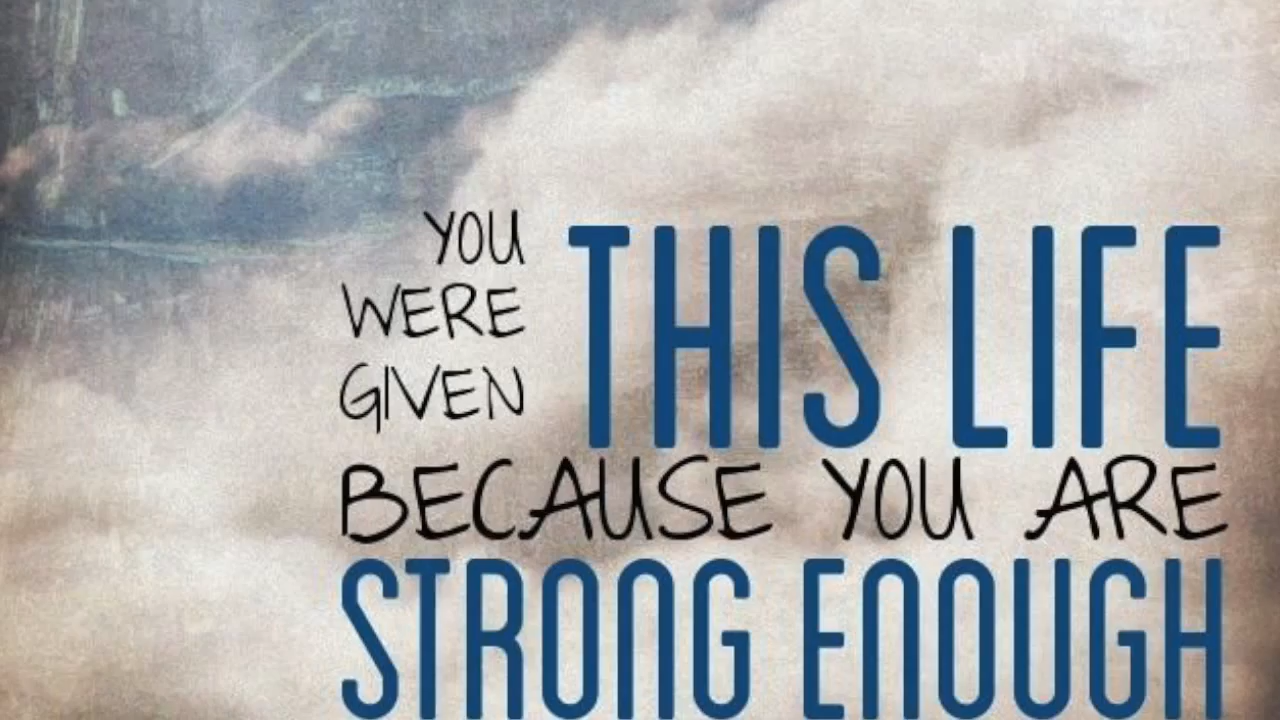 YOU
WERE
GIVEN
THIS LIFE
BECAUSE YOU ARE
STRONG ENOUGH